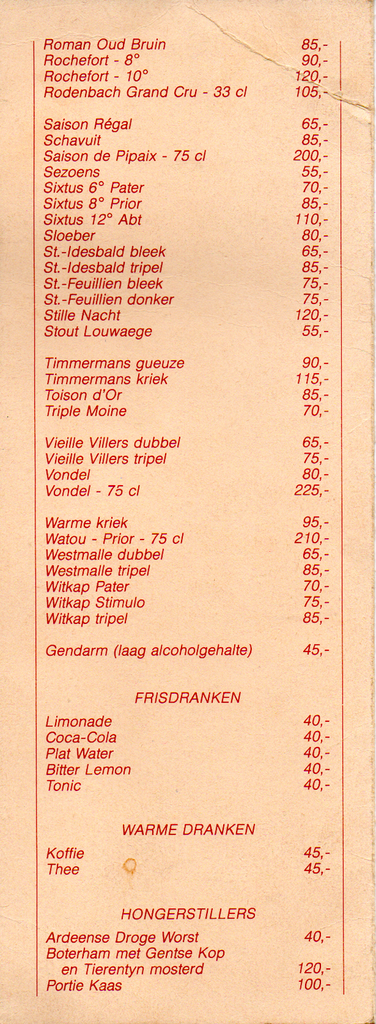 Roman Oud Bruin 85,-
Rochefort - 8° 90,-
Rochefort - 10° 120,-
Rodenbach Grand Cru - 33 cl 105,-
Saison Régal 65,-
Schavuit 85,-
Saison de Pipaix - 75 cl 200,-
Sezoens 55,-
Sixtus 6° Pater 70,-
Sixtus 8° Prior 85,-
Sixtus 12° Abt 110,-
Sloeber 80,-
St.-Idesbald bleek 65,-
St.-Idesbald tripel 85,-
St.-Feuillien bleek 75,-
St.-Feuillien donker 75,-
Stille Nacht 120,-
Stout Louwaege 55,-
Timmermans gueuze 90,-
Timmermans kriek 115,-
Toison d'Or 85,-
Triple Moine 70,-
Vieille Villers dubbel 65,-
Vieille Villers tripel 75,-
Vondel 80,-
Vondel - 75 cl 225,-
Warme kriek 95,-
Watou - Prior - 75 cl 210,-
Westmalle dubbel 65,-
Westmalle tripel 85,-
Witkap Pater 70,-
Witkap Stimulo 75,-
Witkap tripel 85,-
Gendarm (laag alcoholgehalte) 45,-
FRISDRANKEN
Limonade 40,-
Coca-Cola 40,-
Plat Water 40,-
Bitter Lemon 40,-
Tonic 40,-
WARME DRANKEN
Koffie 45,-
Thee 45,-
HONGERSTILLERS
Ardeense Droge Worst 40,-
Boterham met Gentse Kop
en Tierentyn mosterd 120,-
Portie Kaas 100,-